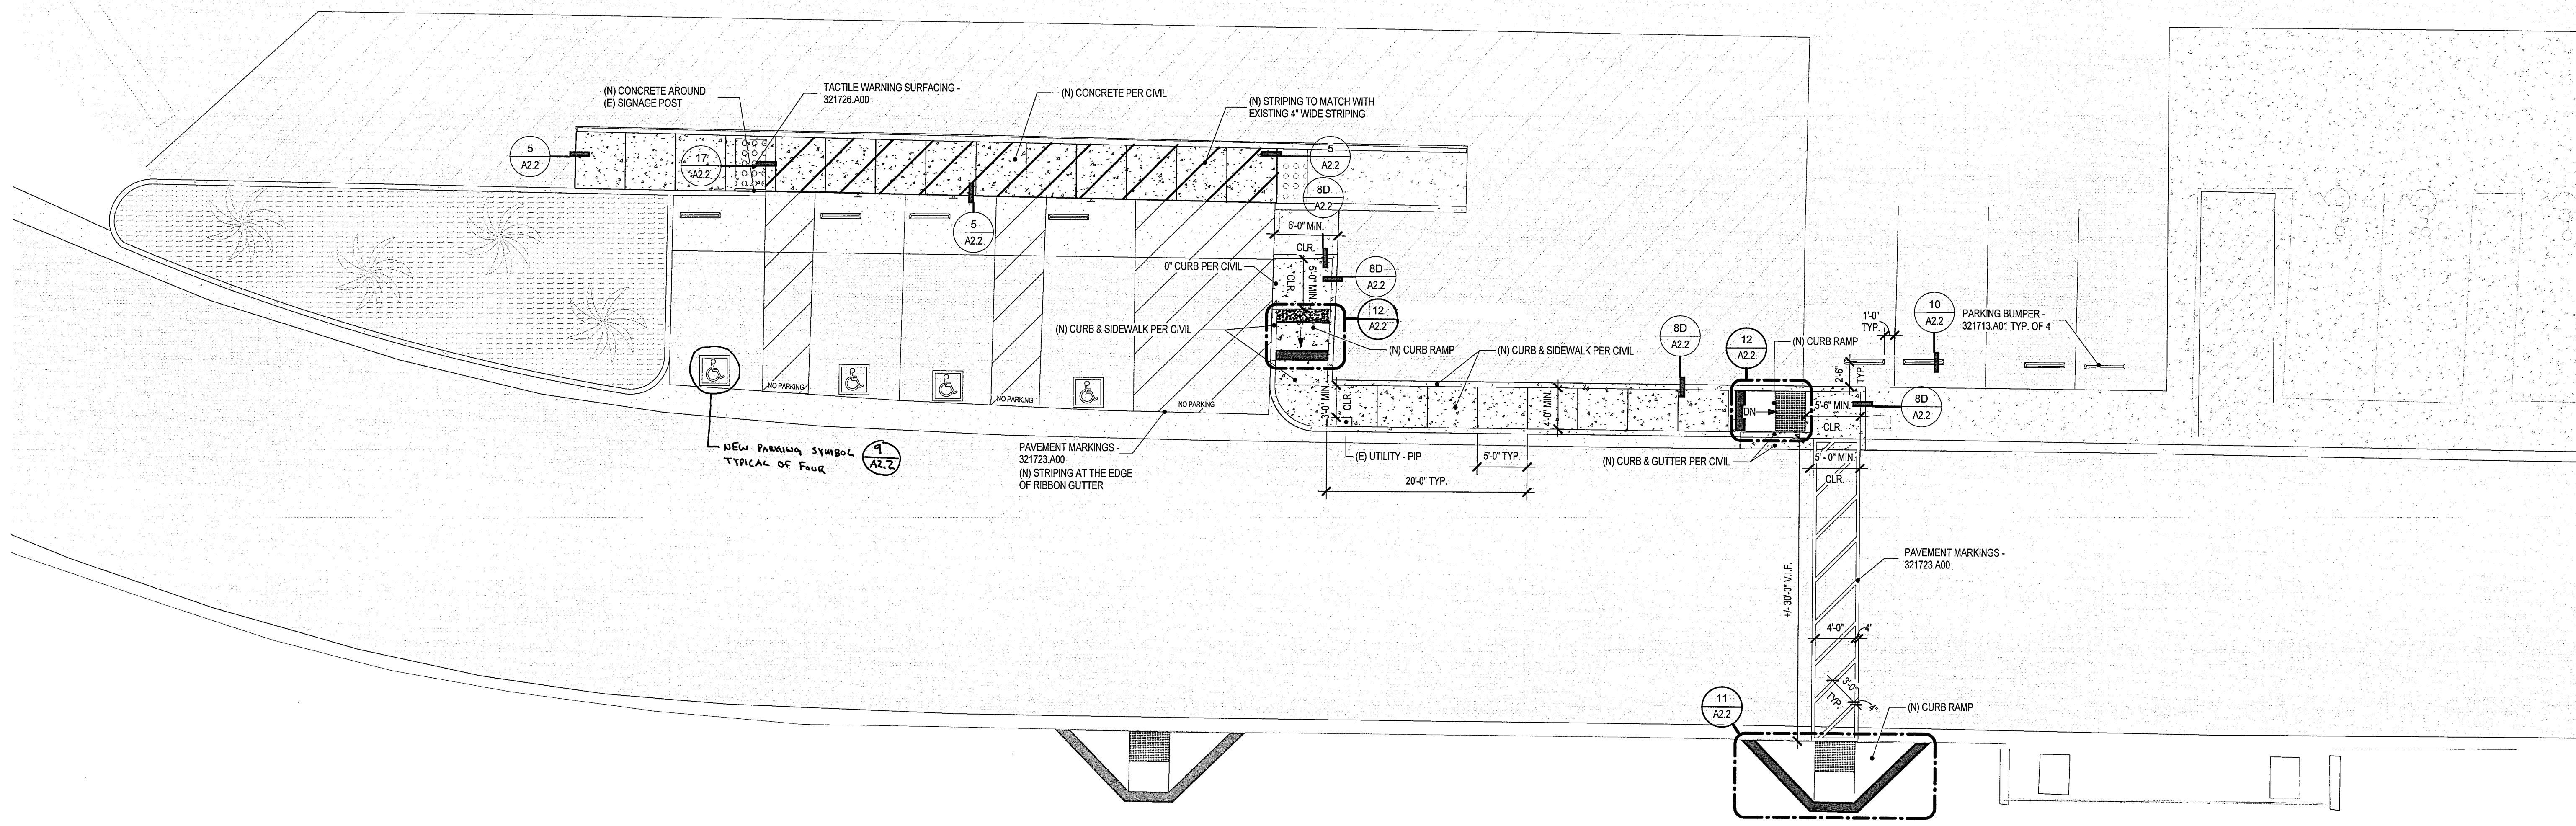 (N) CONCRETE AROUND
(E) SIGNAGE POST
TACTILE WARNING SURFACING -
321726.A00
(N) CONCRETE PER CIVIL
(N) STRIPING TO MATCH WITH
EXISTING 4" WIDE STRIPING
5
A2.2
17
A2.2
5
A2.2
8D
A2.2
5
A2.2
6'-0" MIN.
CLR.
0" CURB PER CIVIL
CLR.
5'-0" MIN.
8D
A2.2
12
A2.2
(N) CURB & SIDEWALK PER CIVIL
(N) CURB RAMP
(N) CURB & SIDEWALK PER CIVIL
8D
A2.2
12
A2.2
(N) CURB RAMP
1'-0"
TYP.
10
A2.2
PARKING BUMPER -
321713.A01 TYP. OF 4
2'-6"
TYP.
NO PARKING
NO PARKING
NO PARKING
3'-0" MIN.
CLR.
4'-0" MIN.
DN
5'-6" MIN.
CLR.
8D
A2.2
NEW PARKING SYMBOL
TYPICAL OF FOUR
9
A2.2
PAVEMENT MARKINGS -
321723.A00
(N) STRIPING AT THE EDGE
OF RIBBON GUTTER
(E) UTILITY - PIP
5'-0" TYP.
20'-0" TYP.
(N) CURB & GUTTER PER CIVIL
5' - 0" MIN.
CLR.
PAVEMENT MARKINGS -
321723.A00
+/- 30'-0" V.I.F.
4'-0"
4"
3'-0"
TYP.
4"
11
A2.2
(N) CURB RAMP